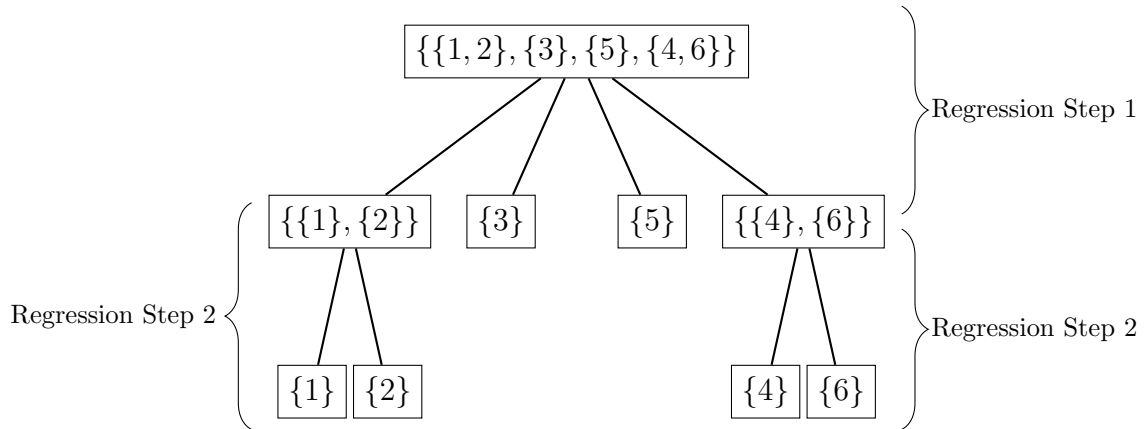 {{1, 2}, {3}, {5}, {4, 6}}
Regression Step 1
{{1}, {2}}
{3}
{5}
{{4}, {6}}
Regression Step 2
Regression Step 2
{1}
{2}
{4}
{6}